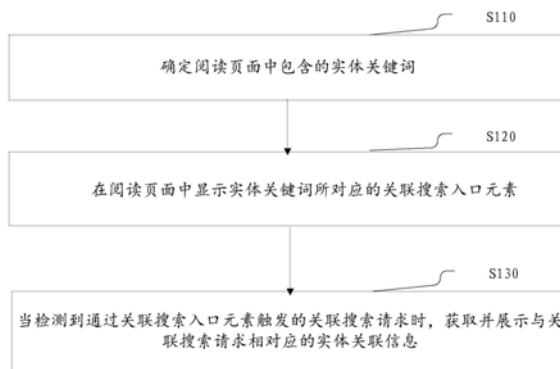 S110
确定阅读页面中包含的实体关键词
S120
在阅读页面中显示实体关键词所对应的关联搜索入口元素
S130
当检测到通过关联搜索入口元素触发的关联搜索请求时，获取并展示与关
联搜索请求相对应的实体关联信息